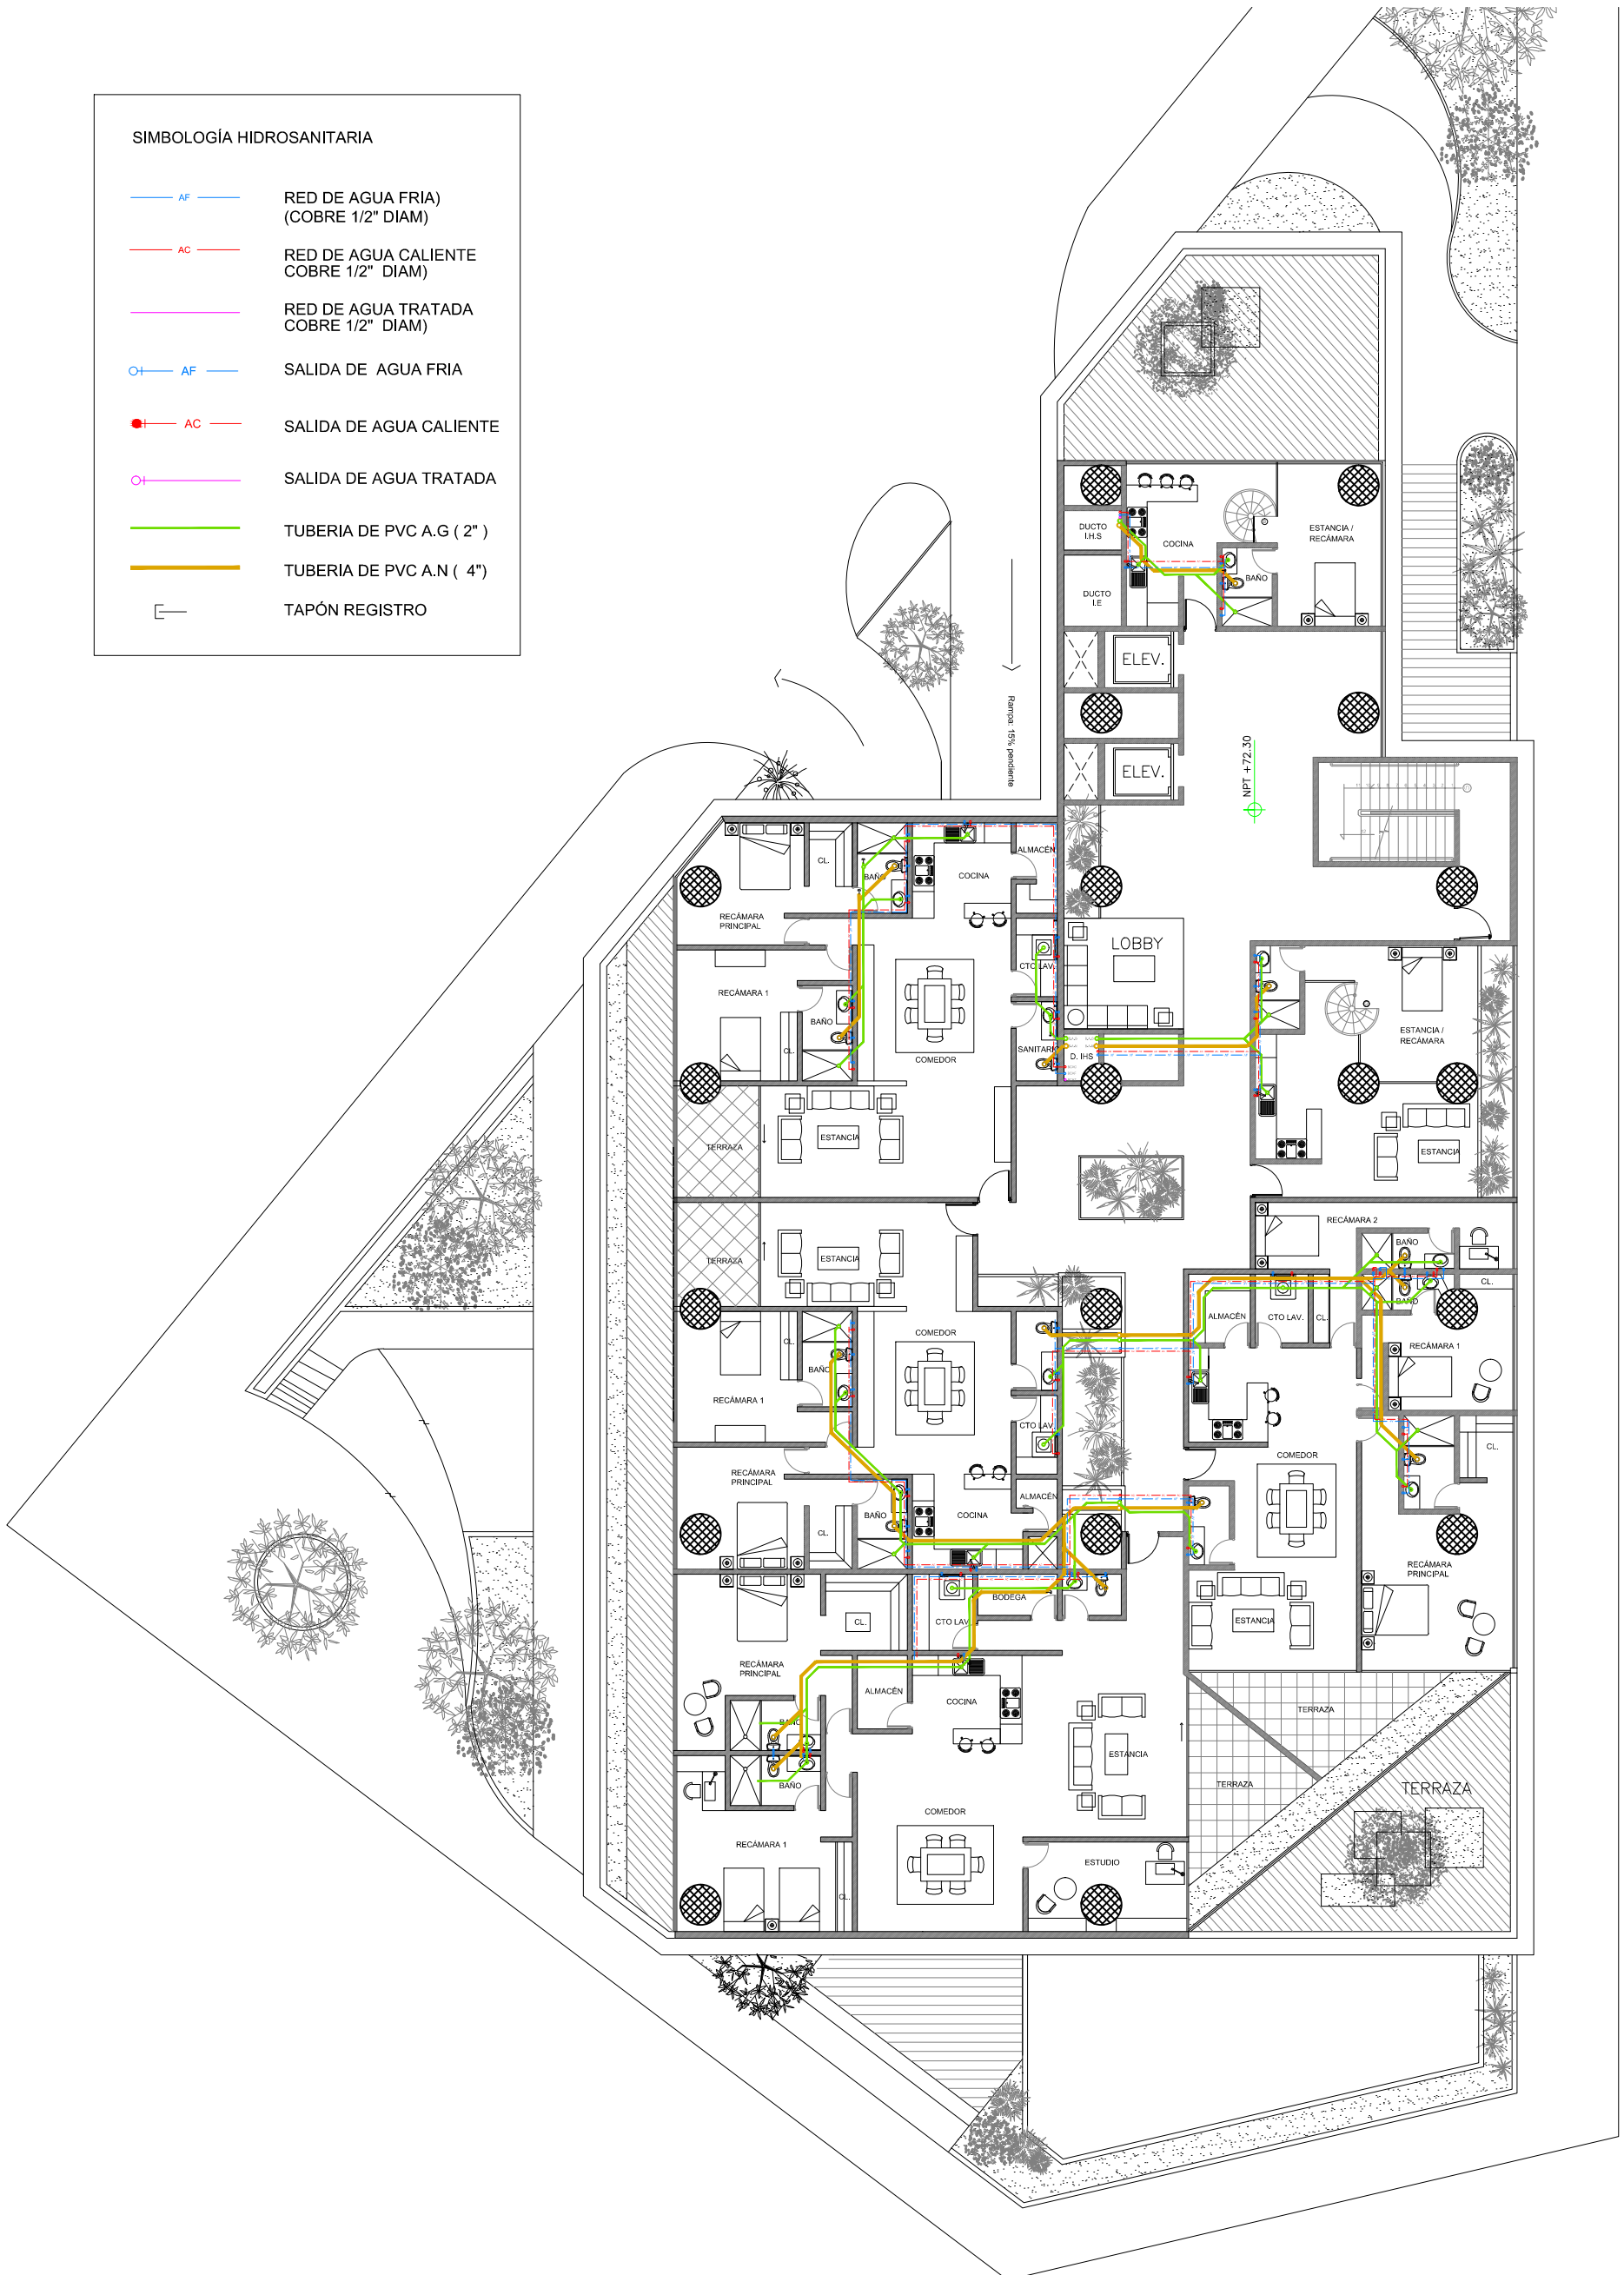 SIMBOLOGÍA HIDROSANITARIA
AF
RED DE AGUA FRÍA)
(COBRE 1/2" DIAM)
AC
RED DE AGUA CALIENTE
COBRE 1/2" DIAM)
RED DE AGUA TRATADA
COBRE 1/2" DIAM)
AF
SALIDA DE AGUA FRIA
AC
SALIDA DE AGUA CALIENTE
SALIDA DE AGUA TRATADA
TUBERIA DE PVC A.G ( 2" )
TUBERIA DE PVC A.N ( 4")
TAPÓN REGISTRO
DUCTO
I.H.S
COCINA
ESTANCIA /
RECÁMARA
BAÑO
DUCTO
I.E
ELEV.
Rampa: 15% pendiente
ELEV.
NPT +72.30
CL.
BAÑO
COCINA
ALMACÉN
RECÁMARA
PRINCIPAL
LOBBY
CTO LAV.
RECÁMARA 1
BAÑO
CL.
COMEDOR
SANITARIO
D. IHS
ESTANCIA /
RECÁMARA
TERRAZA
ESTANCIA
ESTANCIA
RECÁMARA 2
BAÑO
TERRAZA
ESTANCIA
CL.
BAÑO
ALMACÉN
CTO LAV.
CL.
COMEDOR
CL.
BAÑO
RECÁMARA 1
RECÁMARA 1
CTO LAV.
CL.
COMEDOR
RECÁMARA
PRINCIPAL
ALMACÉN
BAÑO
COCINA
CL.
RECÁMARA
PRINCIPAL
BODEGA
CL.
CTO LAV.
ESTANCIA
RECÁMARA
PRINCIPAL
ALMACÉN
COCINA
TERRAZA
BAÑO
ESTANCIA
BAÑO
TERRAZA
TERRAZA
COMEDOR
RECÁMARA 1
ESTUDIO
CL.